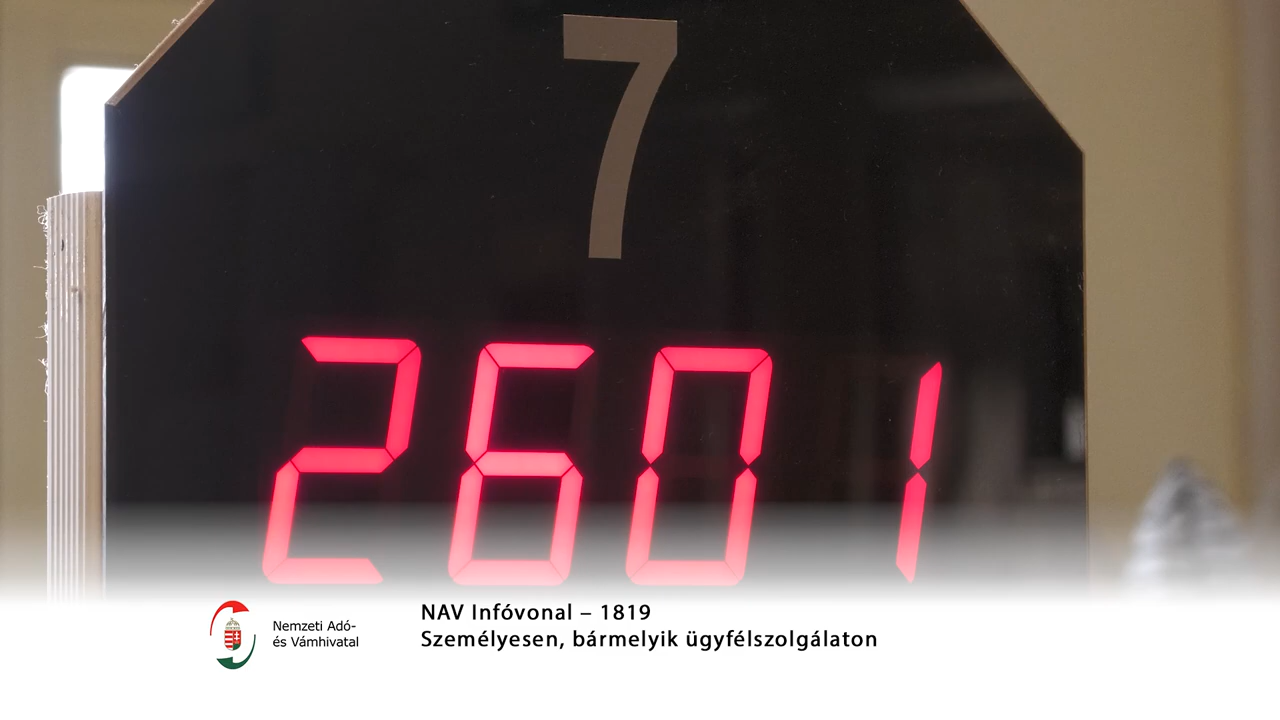 7
2601
Nemzeti Adó-
és Vámhivatal
NAV Infóvonal – 1819
Személyesen, bármelyik ügyfélszolgálaton